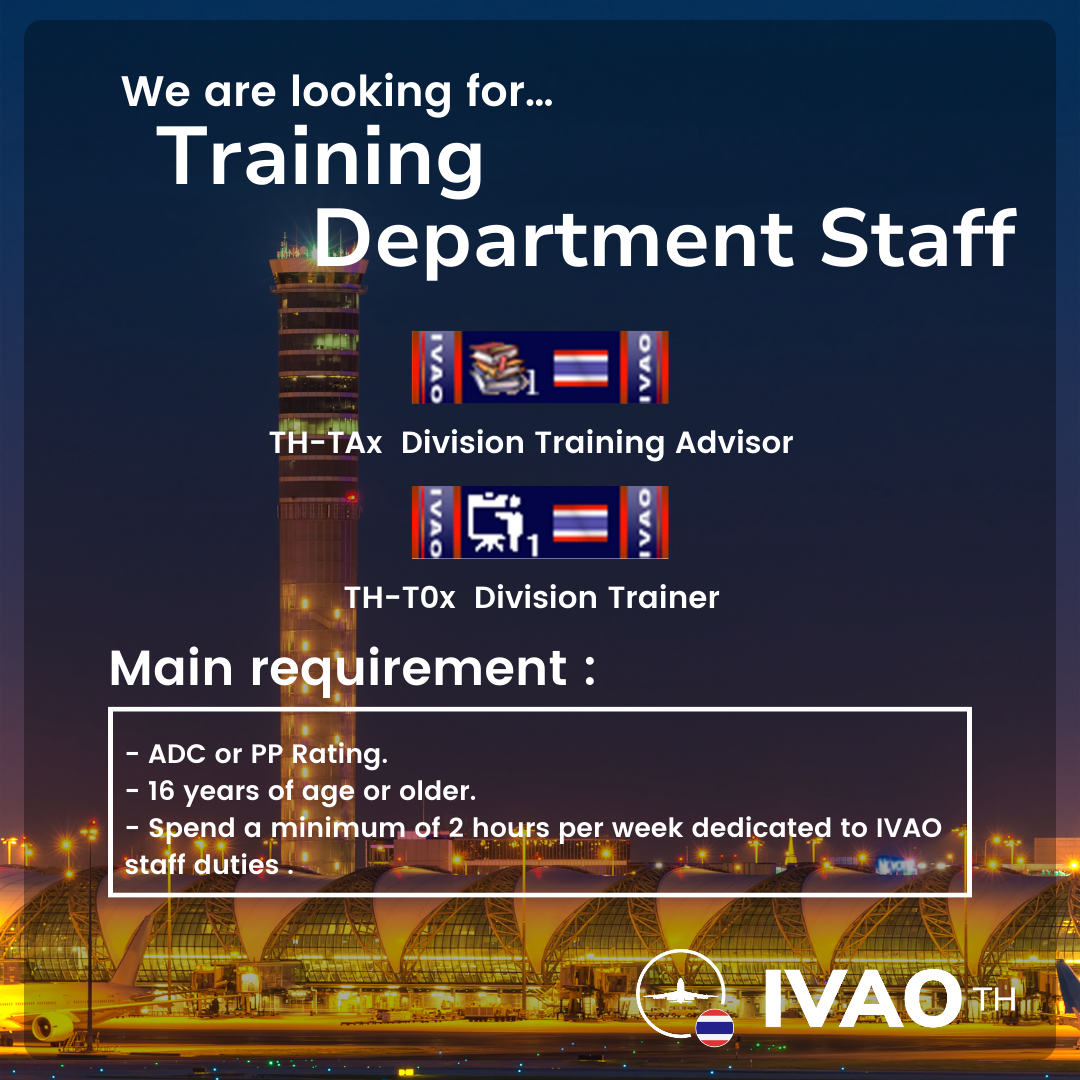 We are looking for...
Training
Department Staff
IVAO 1 IVAO
TH-TAx Division Training Advisor
IVAO 1 IVAO
TH-T0x Division Trainer
Main requirement :
- ADC or PP Rating.
- 16 years of age or older.
- Spend a minimum of 2 hours per week dedicated to IVAO
staff duties .
IVAO TH